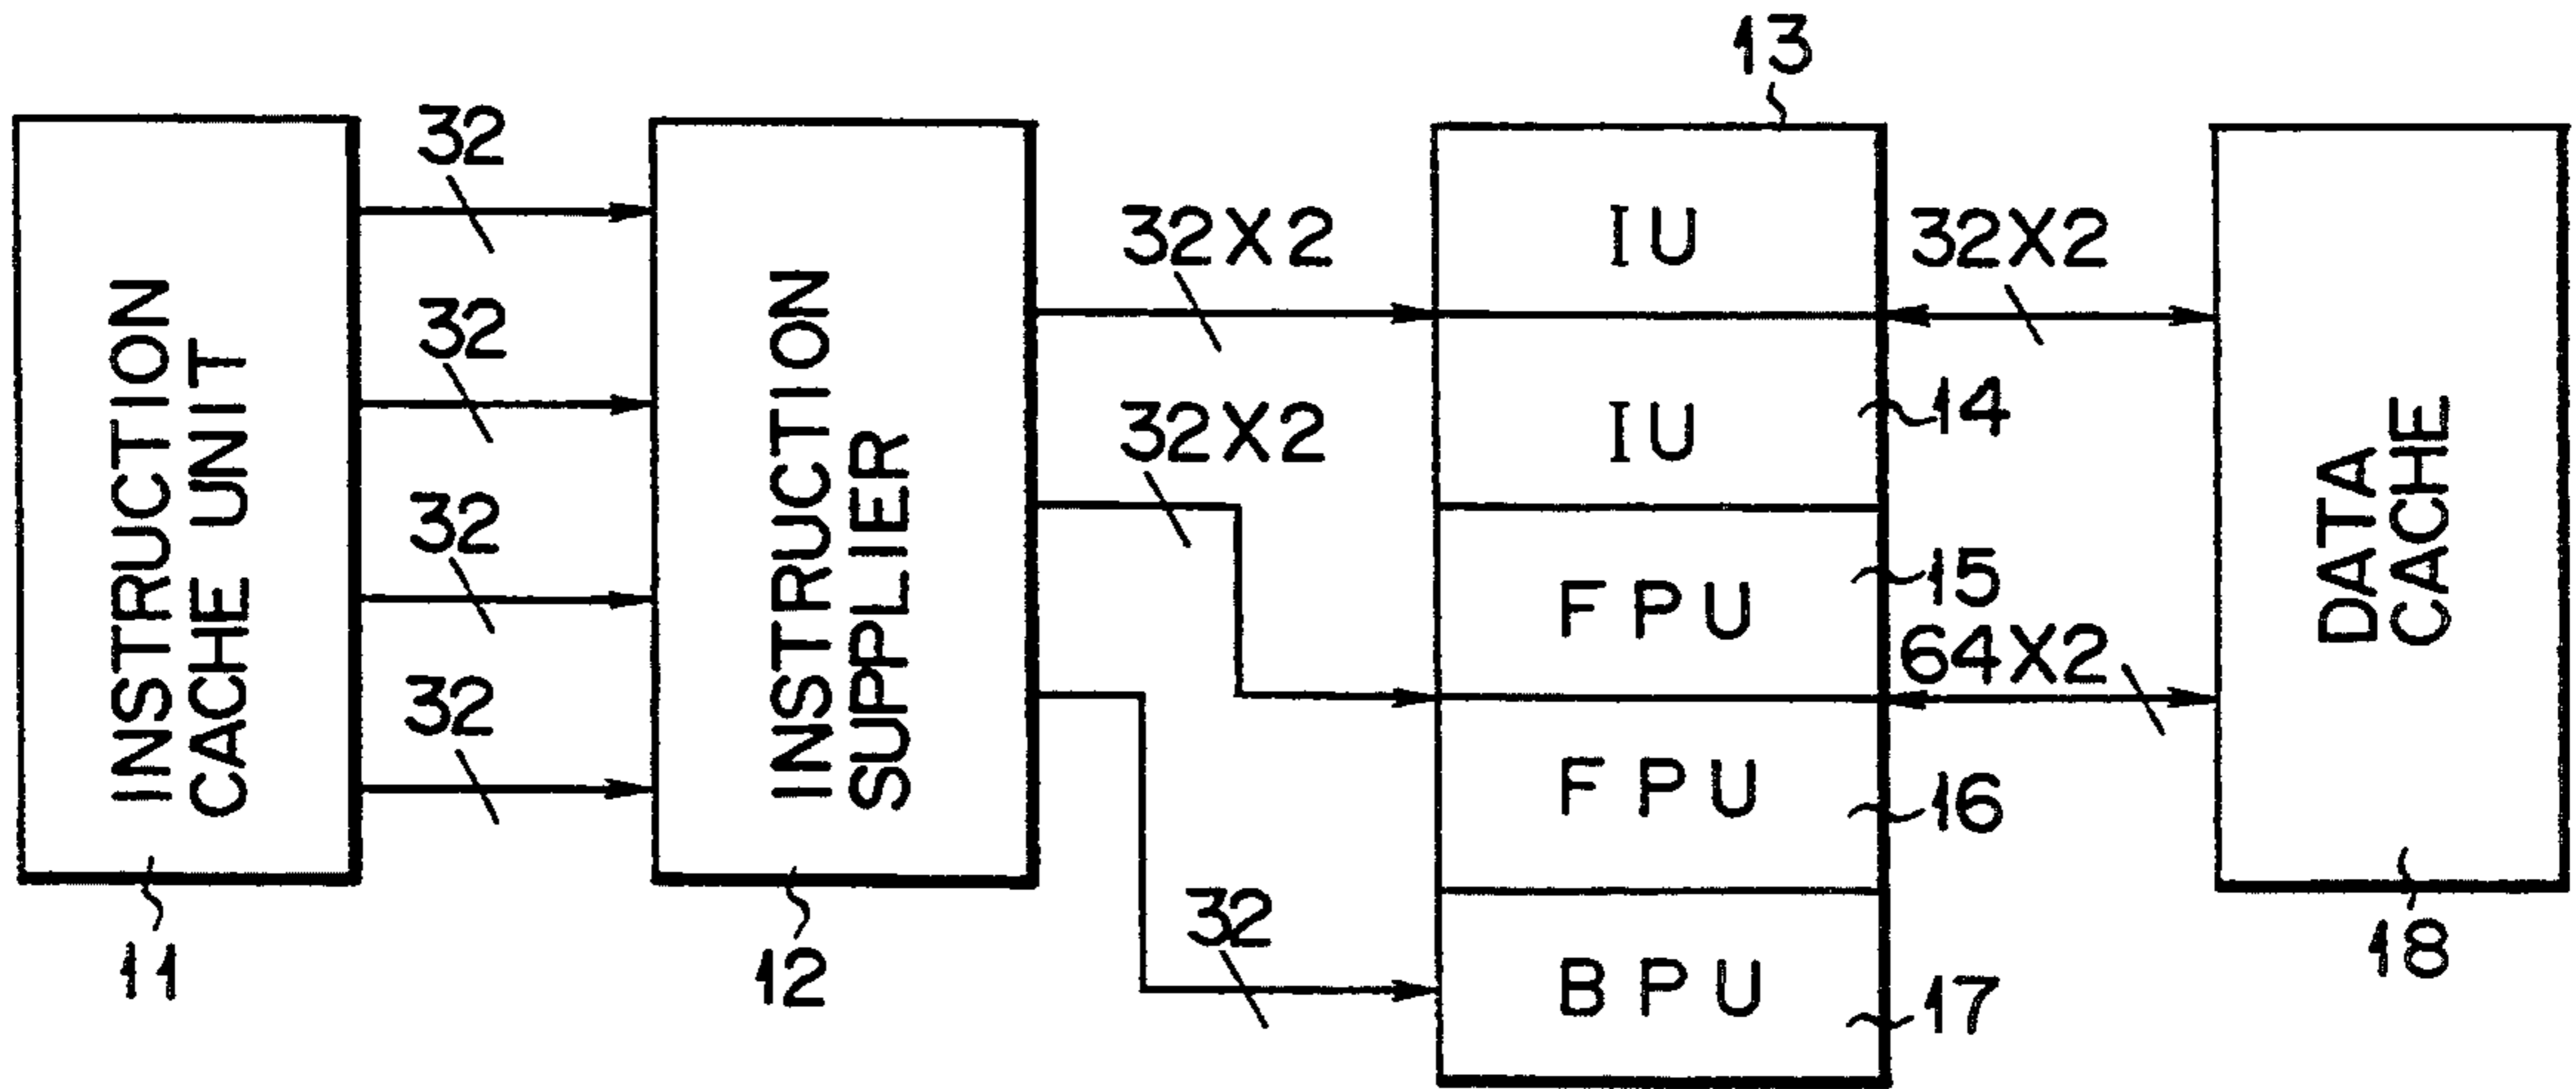 INSTRUCTION
CACHE UNIT
11
32
32
32
32
INSTRUCTION
SUPPLIER
12
32X2
32X2
32
13
IU
IU
14
FPU
15
FPU
16
BPU
17
32X2
64X2
DATA
CACHE
18